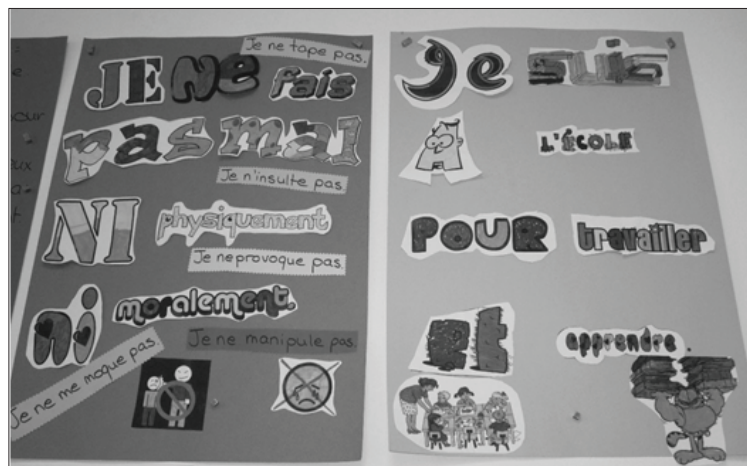 Je ne tape pas.
JE Ne fais
pas mal
Je n'insulte pas.
NI physiquement
Je ne provoque pas.
ni moralement.
Je ne manipule pas.
Je ne me moque pas.
Je suis
A L'ÉCOLE
POUR travailler
ET apprendre.